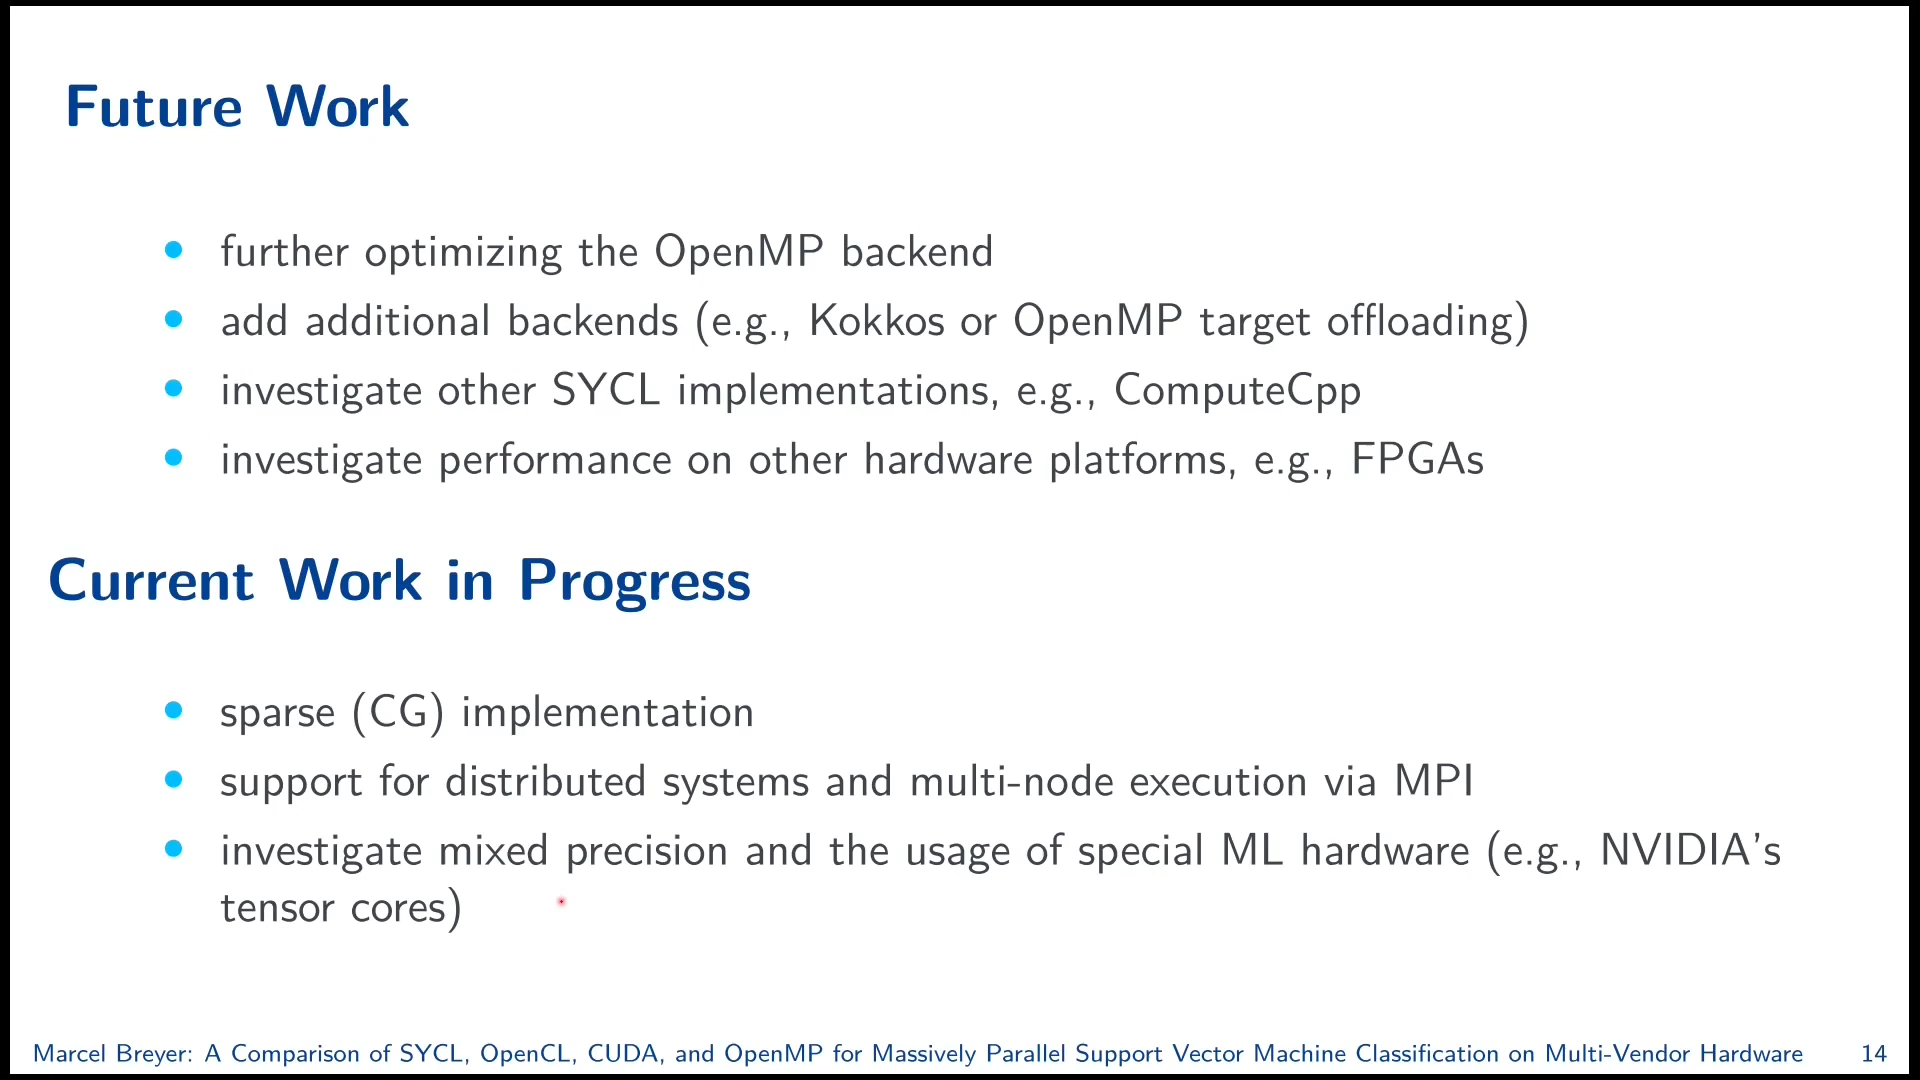 Future Work
• further optimizing the OpenMP backend
• add additional backends (e.g., Kokkos or OpenMP target offloading)
• investigate other SYCL implementations, e.g., ComputeCpp
• investigate performance on other hardware platforms, e.g., FPGAs
Current Work in Progress
• sparse (CG) implementation
• support for distributed systems and multi-node execution via MPI
• investigate mixed precision and the usage of special ML hardware (e.g., NVIDIA's
tensor cores)
Marcel Breyer: A Comparison of SYCL, OpenCL, CUDA, and OpenMP for Massively Parallel Support Vector Machine Classification on Multi-Vendor Hardware 14